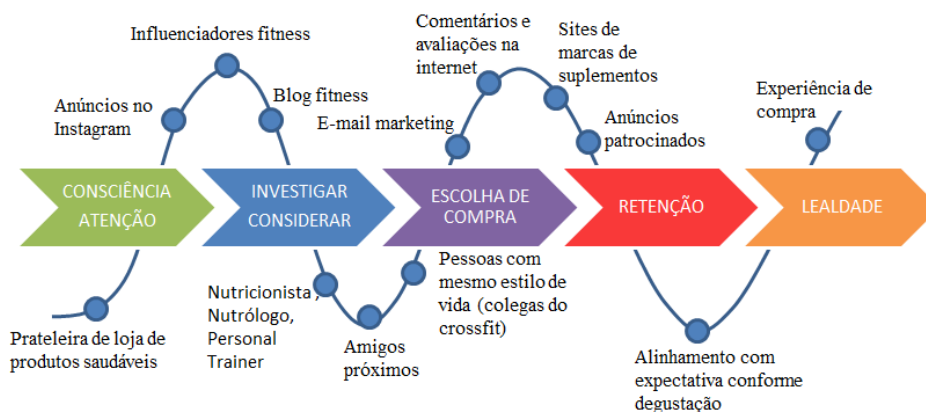 Influenciadores fitness
Anúncios no
Instagram
Blog fitness
E-mail marketing
Comentários e
avaliações na
internet
Sites de
marcas de
suplementos
Anúncios
patrocinados
Experiência de
compra
CONSCIÊNCIA
ATENÇÃO
INVESTIGAR
CONSIDERAR
ESCOLHA DE
COMPRA
RETENÇÃO
LEALDADE
Prateleira de loja de
produtos saudáveis
Nutricionista ,
Nutrólogo,
Personal
Trainer
Amigos
próximos
Pessoas com
mesmo estilo de
vida (colegas do
crossfit)
Alinhamento com
expectativa conforme
degustação